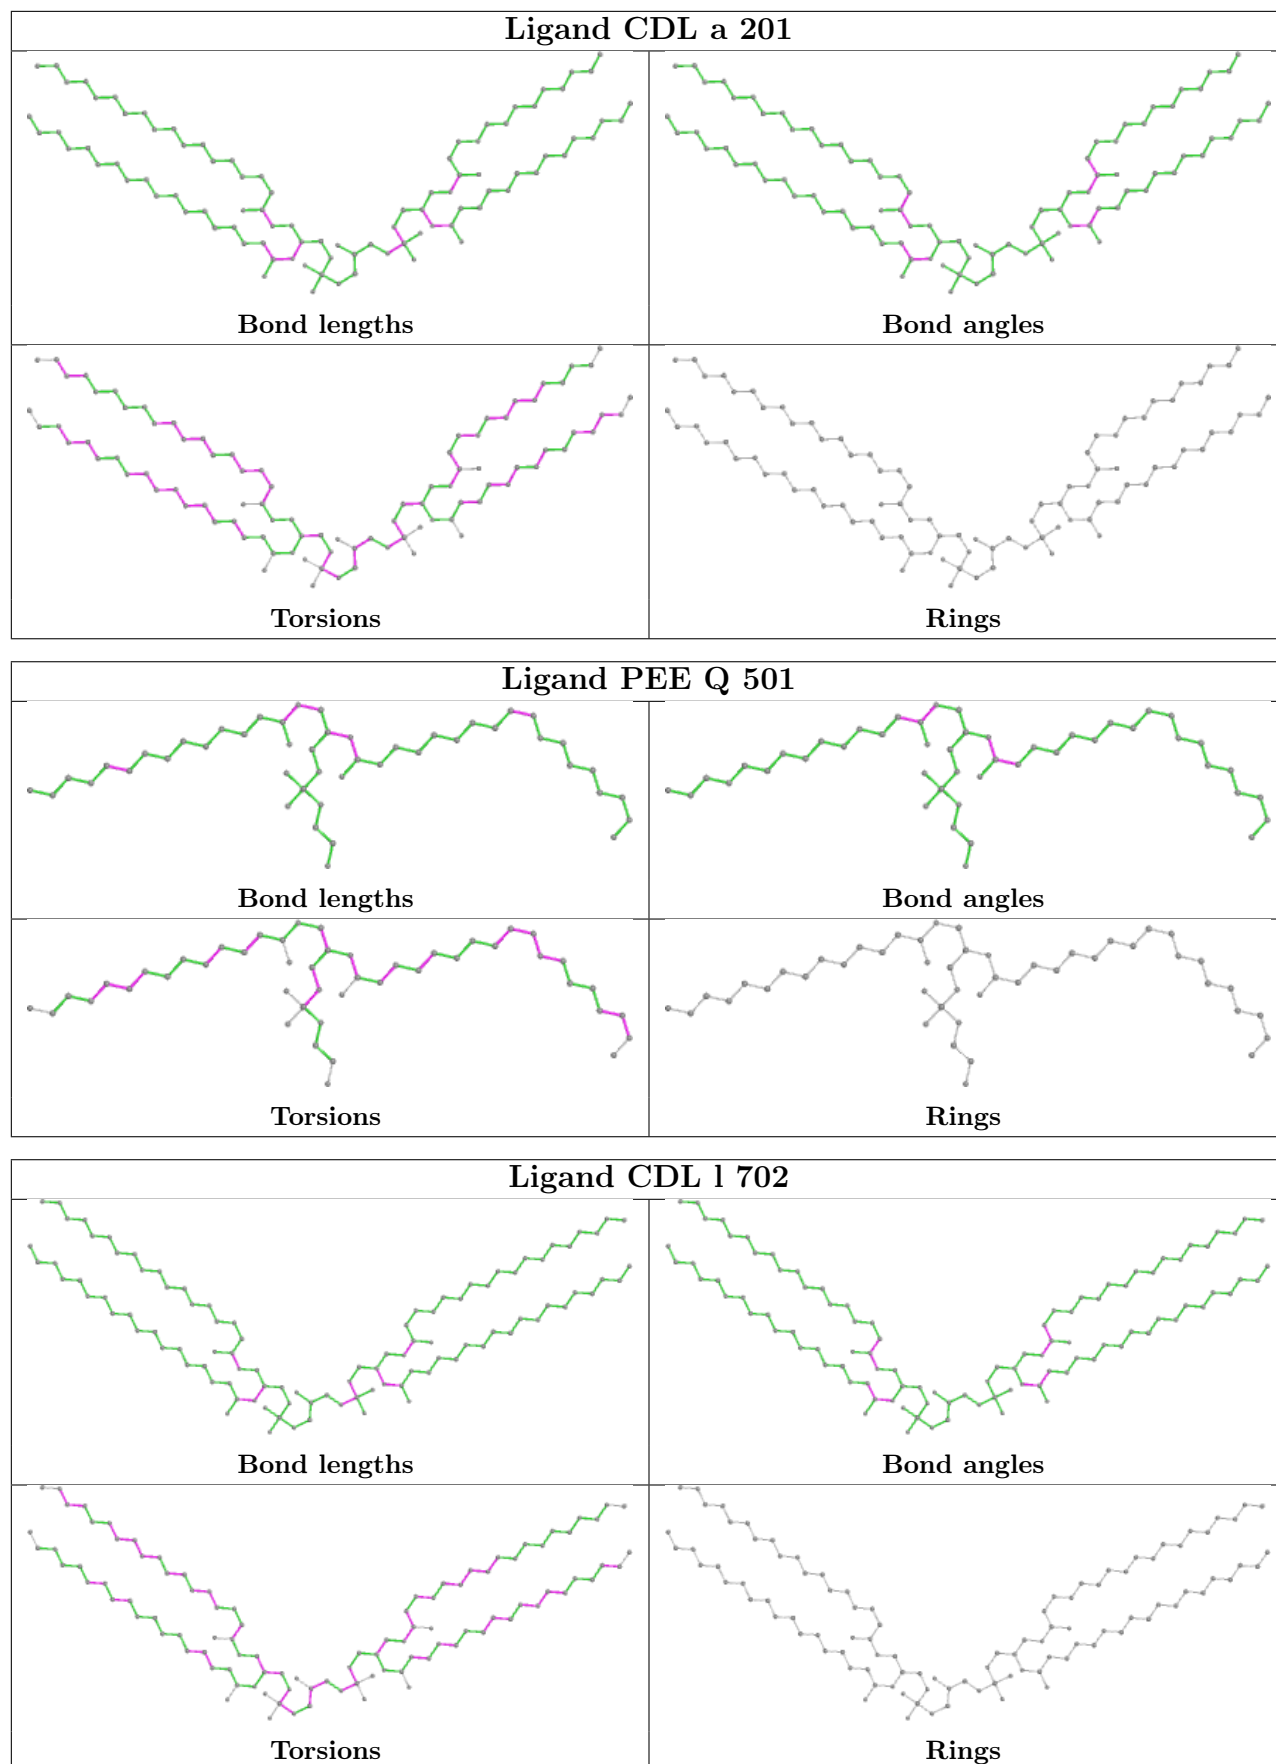 Ligand CDL a 201
Bond lengths
Bond angles
Torsions
Rings
Ligand PEE Q 501
Bond lengths
Bond angles
Torsions
Rings
Ligand CDL l 702
Bond lengths
Bond angles
Torsions
Rings